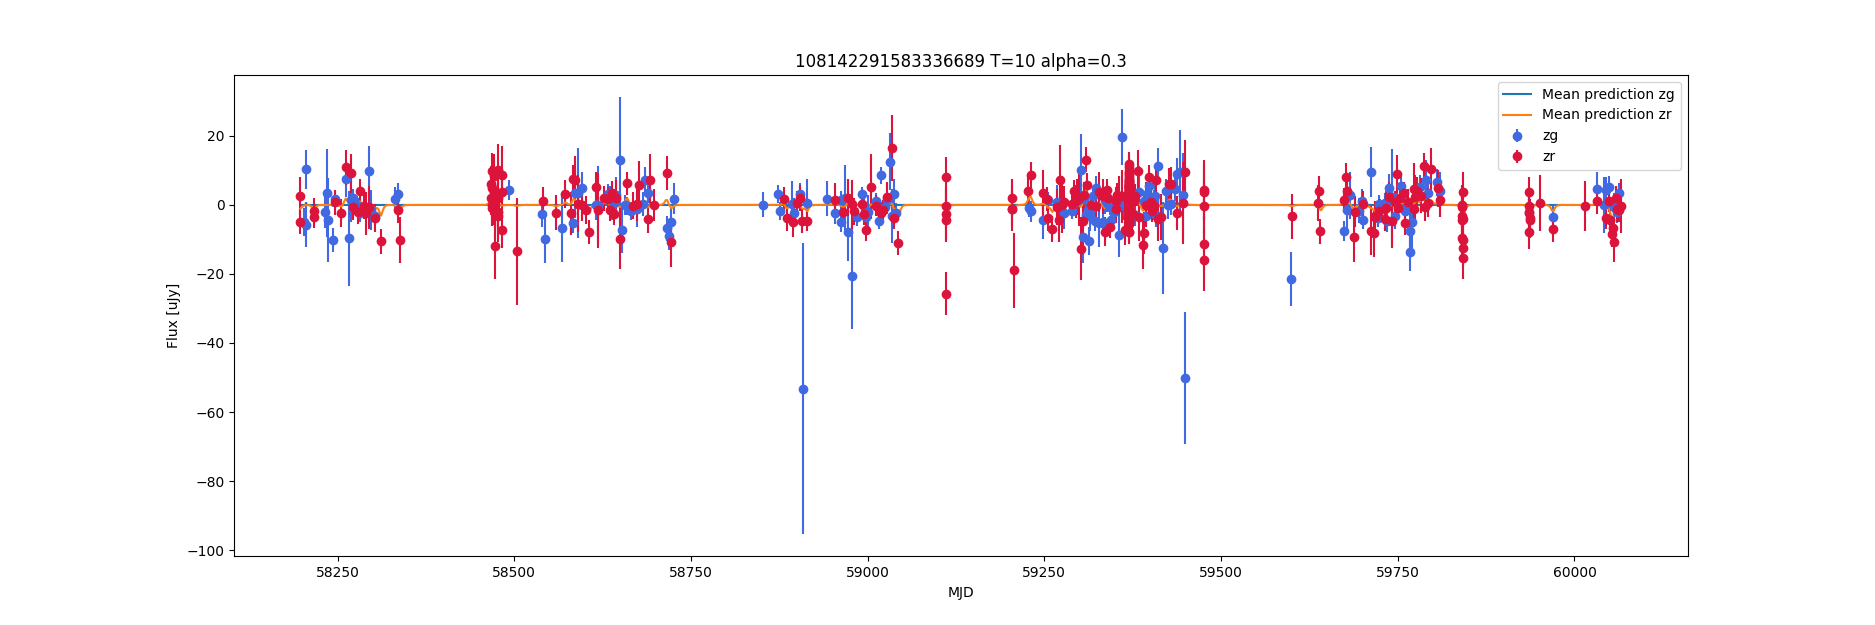 108142291583336689 T=10 alpha=0.3
Mean prediction zg
Mean prediction zr
zg
zr
20
0
−20
−40
−60
−80
−100
Flux [uJy]
58250 58500 58750 59000 59250 59500 59750 60000
MJD